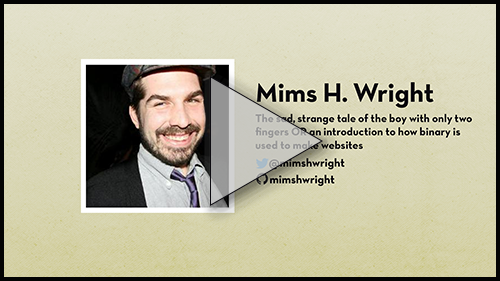 Mims H. Wright
The sad, strange tale of the boy with only two
fingers OR an introduction to how binary is
used to make websites
@mimshwright
mimshwright